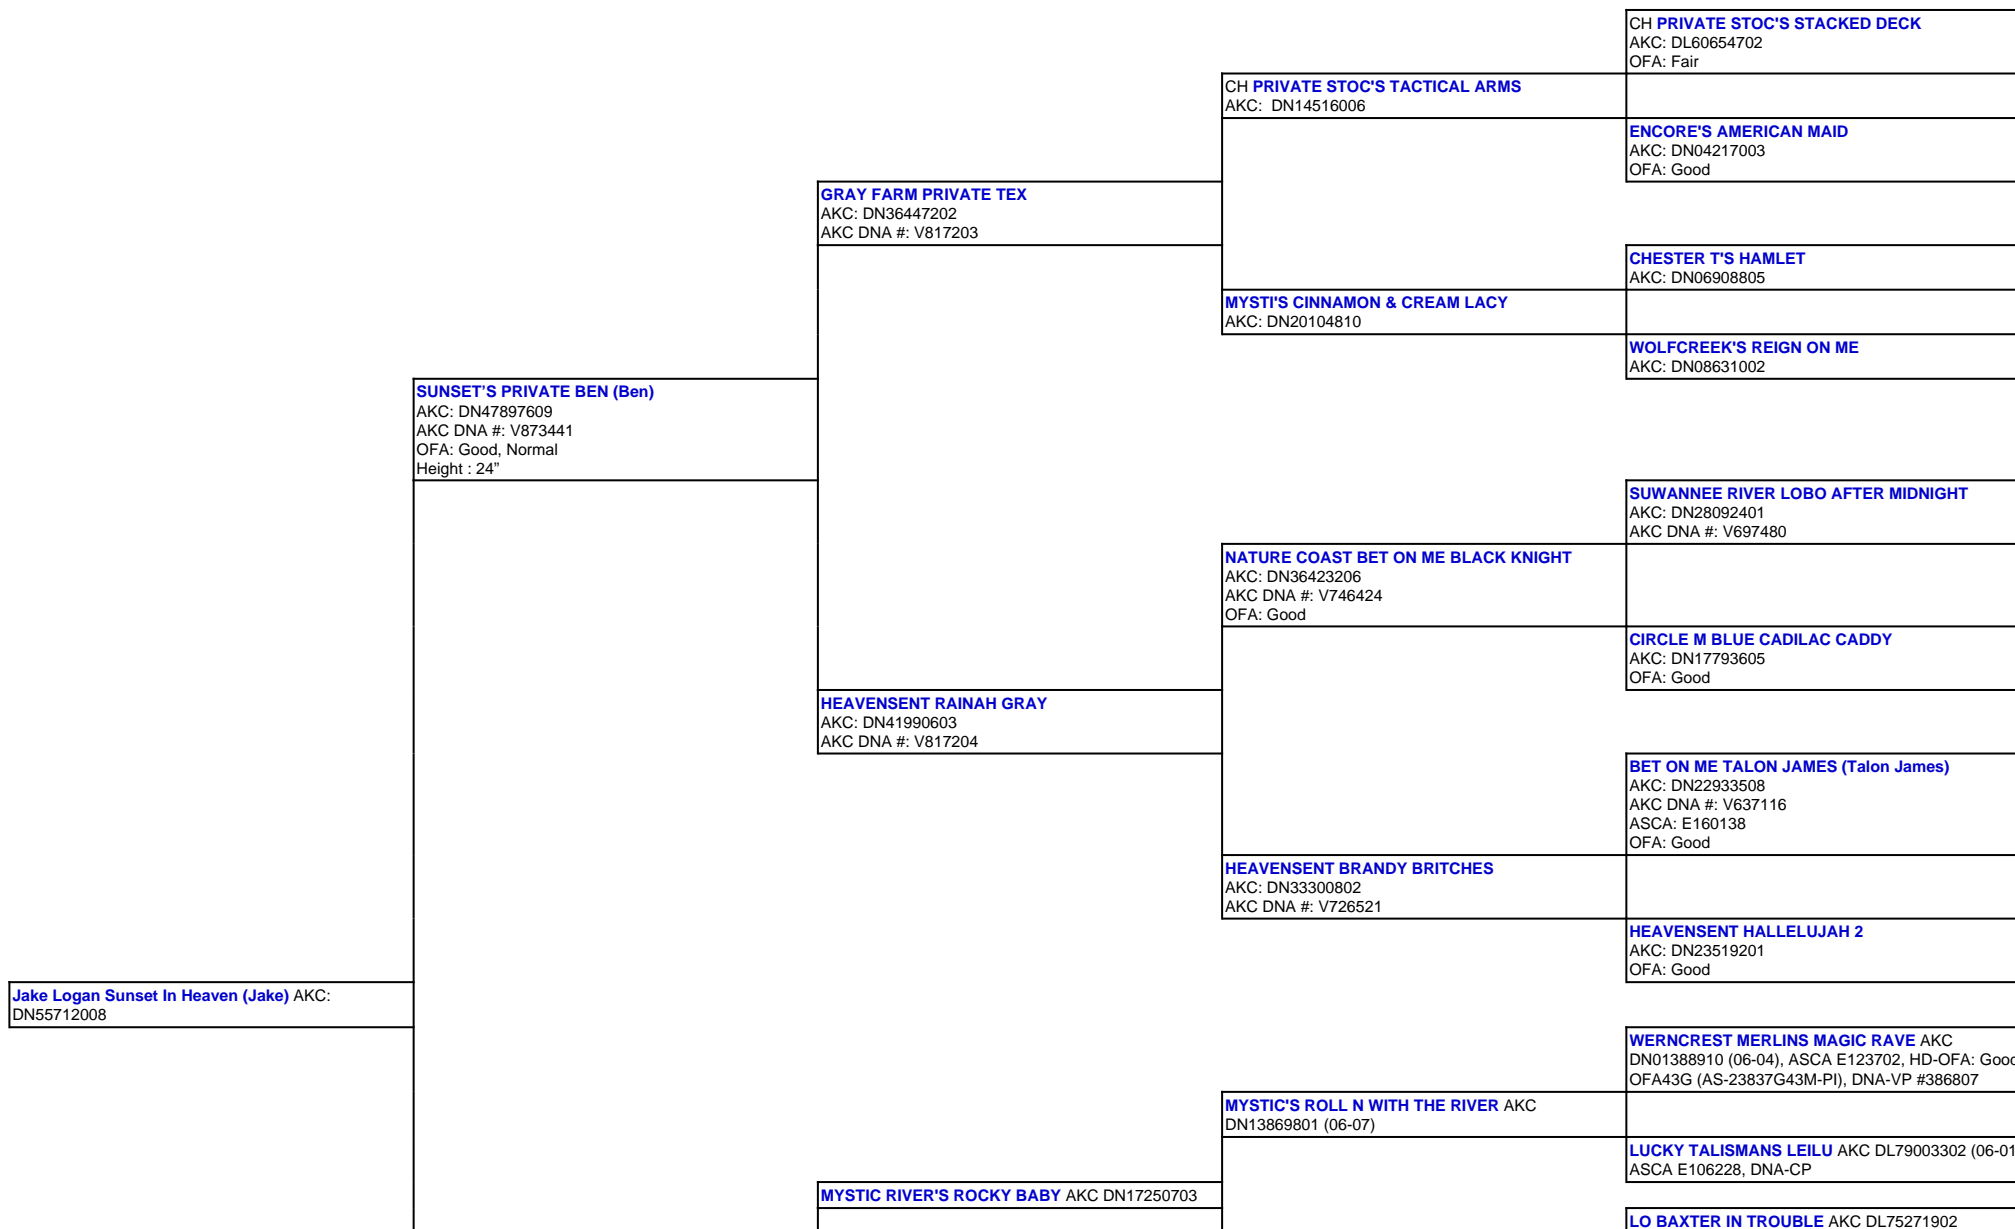 CH PRIVATE STOC'S STACKED DECK
AKC: DL60654702
OFA: Fair
CH PRIVATE STOC'S TACTICAL ARMS
AKC:  DN14516006
ENCORE'S AMERICAN MAID
AKC: DN04217003
OFA: Good
GRAY FARM PRIVATE TEX
AKC: DN36447202
AKC DNA #: V817203
CHESTER T'S HAMLET
AKC: DN06908805
MYSTI'S CINNAMON & CREAM LACY
AKC: DN20104810
WOLFCREEK'S REIGN ON ME
AKC: DN08631002
SUNSET’S PRIVATE BEN (Ben)
AKC: DN47897609
AKC DNA #: V873441
OFA: Good, Normal
Height : 24”
SUWANNEE RIVER LOBO AFTER MIDNIGHT
AKC: DN28092401
AKC DNA #: V697480
NATURE COAST BET ON ME BLACK KNIGHT
AKC: DN36423206
AKC DNA #: V746424
OFA: Good
CIRCLE M BLUE CADILAC CADDY
AKC: DN17793605
OFA: Good
HEAVENSENT RAINAH GRAY
AKC: DN41990603
AKC DNA #: V817204
BET ON ME TALON JAMES (Talon James)
AKC: DN22933508
AKC DNA #: V637116
ASCA: E160138
OFA: Good
HEAVENSENT BRANDY BRITCHES
AKC: DN33300802
AKC DNA #: V726521
HEAVENSENT HALLELUJAH 2
AKC: DN23519201
OFA: Good
Jake Logan Sunset In Heaven (Jake) AKC:
DN55712008
WERNCREST MERLINS MAGIC RAVE AKC
DN01388910 (06-04), ASCA E123702, HD-OFA: Good
OFA43G (AS-23837G43M-PI), DNA-VP #386807
MYSTIC'S ROLL N WITH THE RIVER AKC
DN13869801 (06-07)
LUCKY TALISMANS LEILU AKC DL79003302 (06-01
ASCA E106228, DNA-CP
MYSTIC RIVER'S ROCKY BABY AKC DN17250703
LO BAXTER IN TROUBLE AKC DL75271902